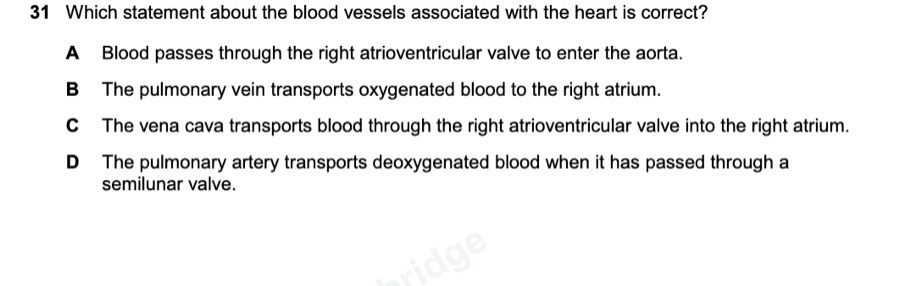 31 Which statement about the blood vessels associated with the heart is correct?
A Blood passes through the right atrioventricular valve to enter the aorta.
B The pulmonary vein transports oxygenated blood to the right atrium.
C The vena cava transports blood through the right atrioventricular valve into the right atrium.
D The pulmonary artery transports deoxygenated blood when it has passed through a
semilunar valve.
ridge